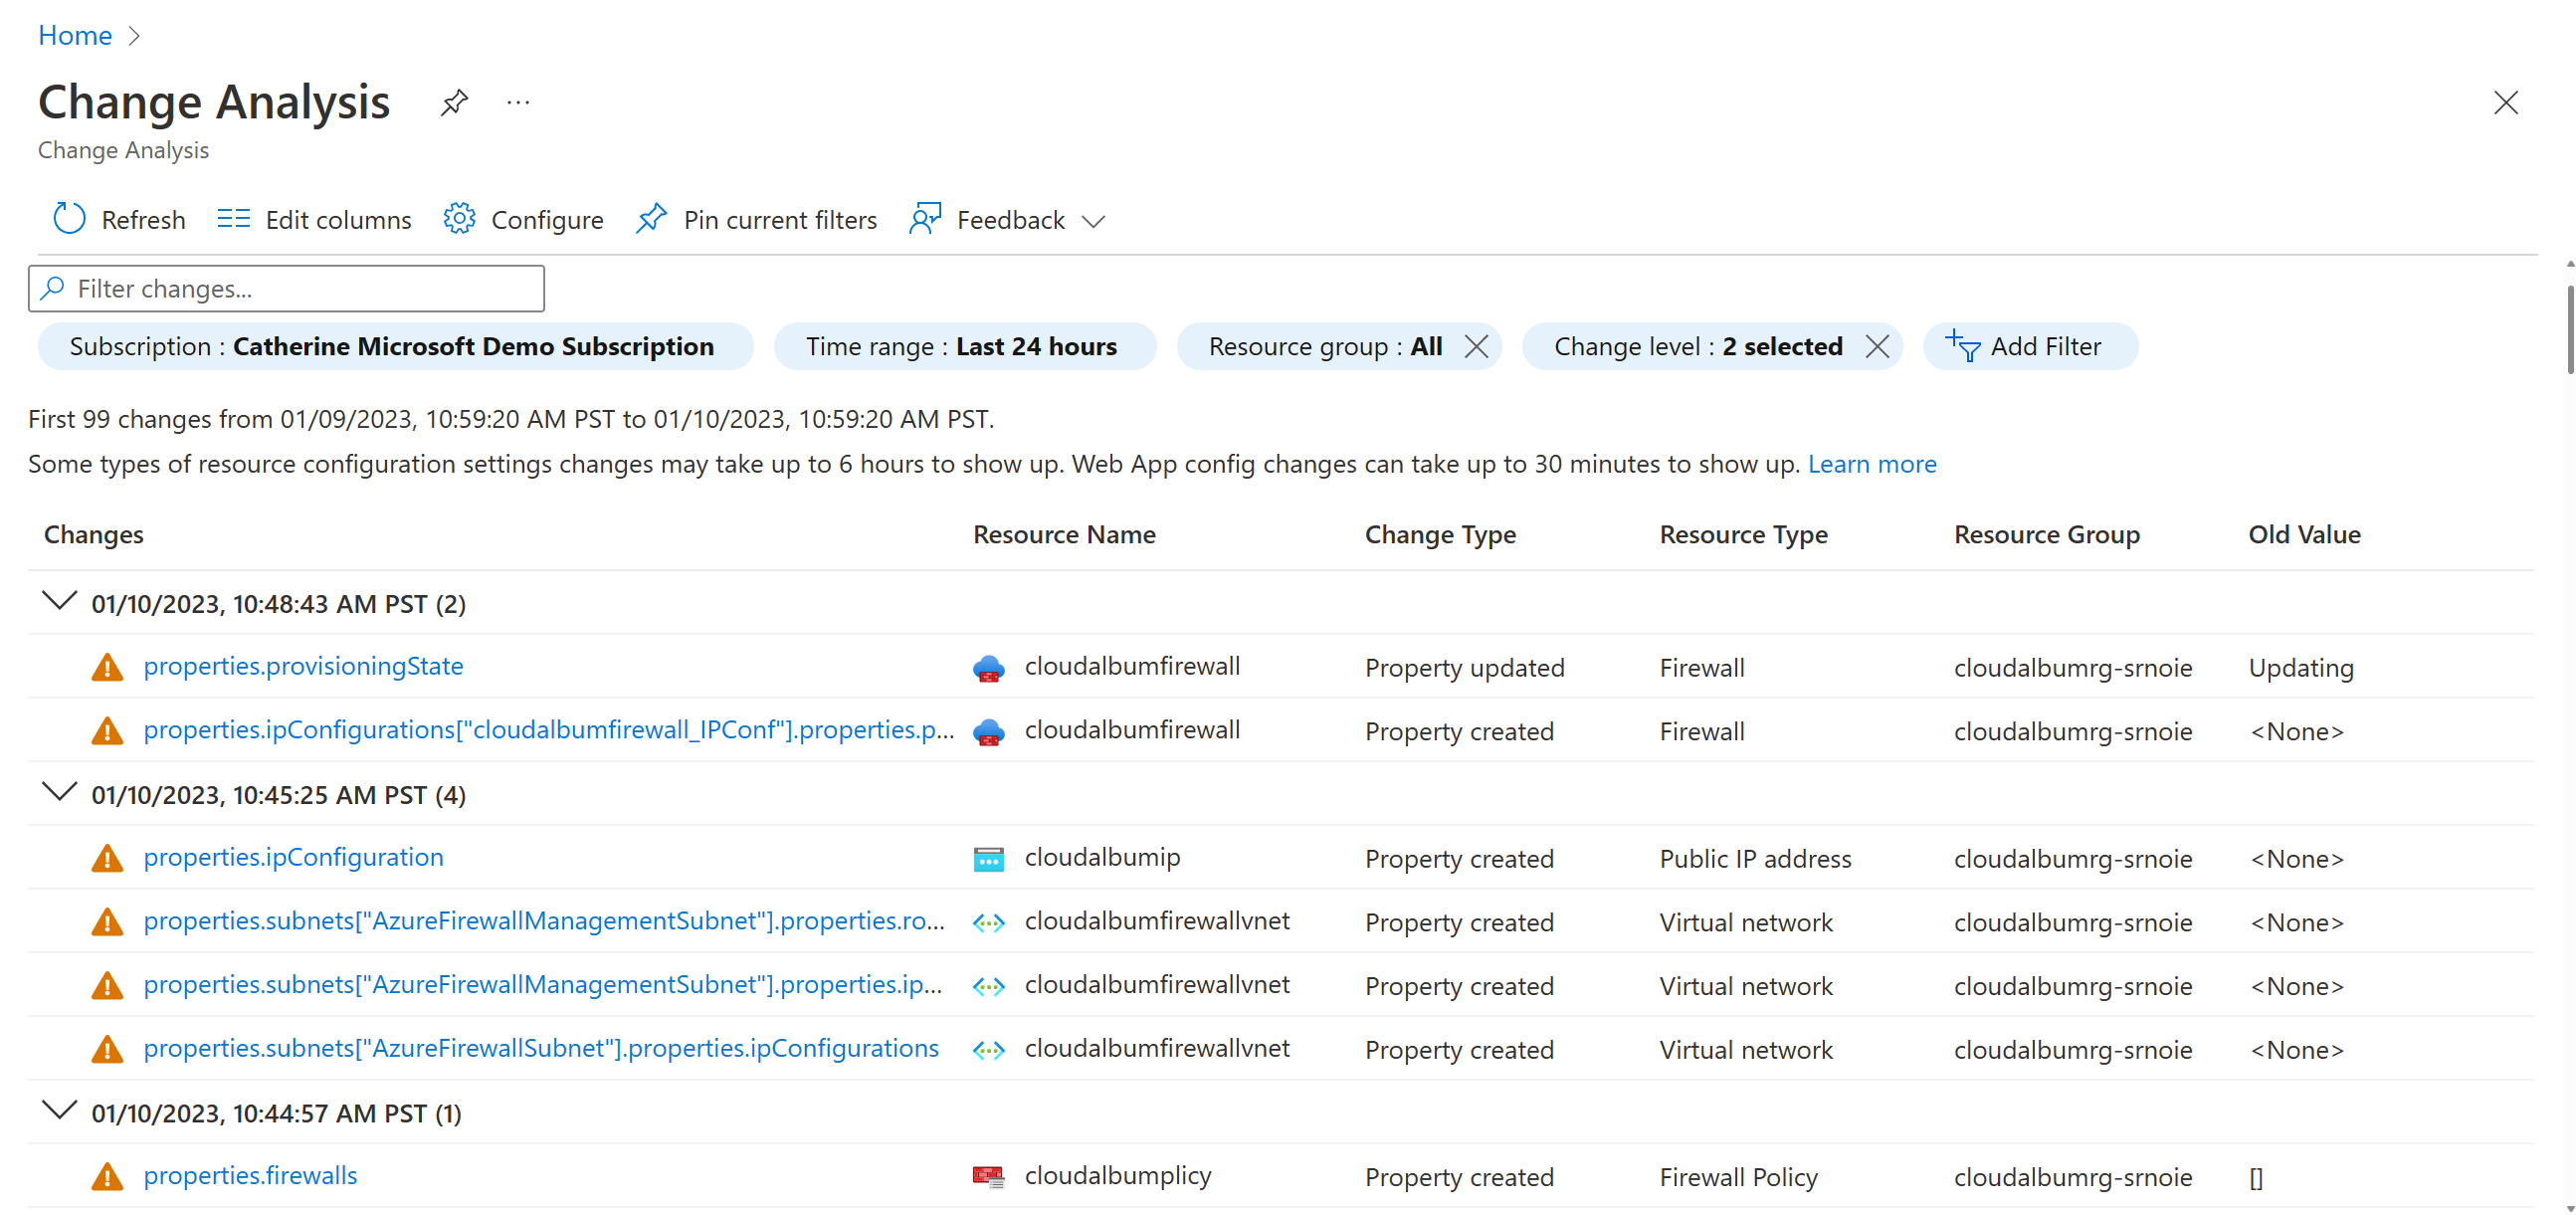 Home
Change Analysis
Change Analysis
Refresh Edit columns Configure Pin current filters Feedback
Filter changes...
Subscription : Catherine Microsoft Demo Subscription Time range : Last 24 hours Resource group : All Change level : 2 selected Add Filter
First 99 changes from 01/09/2023, 10:59:20 AM PST to 01/10/2023, 10:59:20 AM PST.
Some types of resource configuration settings changes may take up to 6 hours to show up. Web App config changes can take up to 30 minutes to show up. Learn more
Changes Resource Name Change Type Resource Type Resource Group Old Value
01/10/2023, 10:48:43 AM PST (2)
properties.provisioningState cloudalbumfirewall Property updated Firewall cloudalbumrg-srnoie Updating
properties.ipConfigurations["cloudalbumfirewall_IPConf"].properties.p... cloudalbumfirewall Property created Firewall cloudalbumrg-srnoie <None>
01/10/2023, 10:45:25 AM PST (4)
properties.ipConfiguration cloudalbumip Property created Public IP address cloudalbumrg-srnoie <None>
properties.subnets["AzureFirewallManagementSubnet"].properties.ro... cloudalbumfirewallvnet Property created Virtual network cloudalbumrg-srnoie <None>
properties.subnets["AzureFirewallManagementSubnet"].properties.ip... cloudalbumfirewallvnet Property created Virtual network cloudalbumrg-srnoie <None>
properties.subnets["AzureFirewallSubnet"].properties.ipConfigurations cloudalbumfirewallvnet Property created Virtual network cloudalbumrg-srnoie <None>
01/10/2023, 10:44:57 AM PST (1)
properties.firewalls cloudalbumplicy Property created Firewall Policy cloudalbumrg-srnoie []